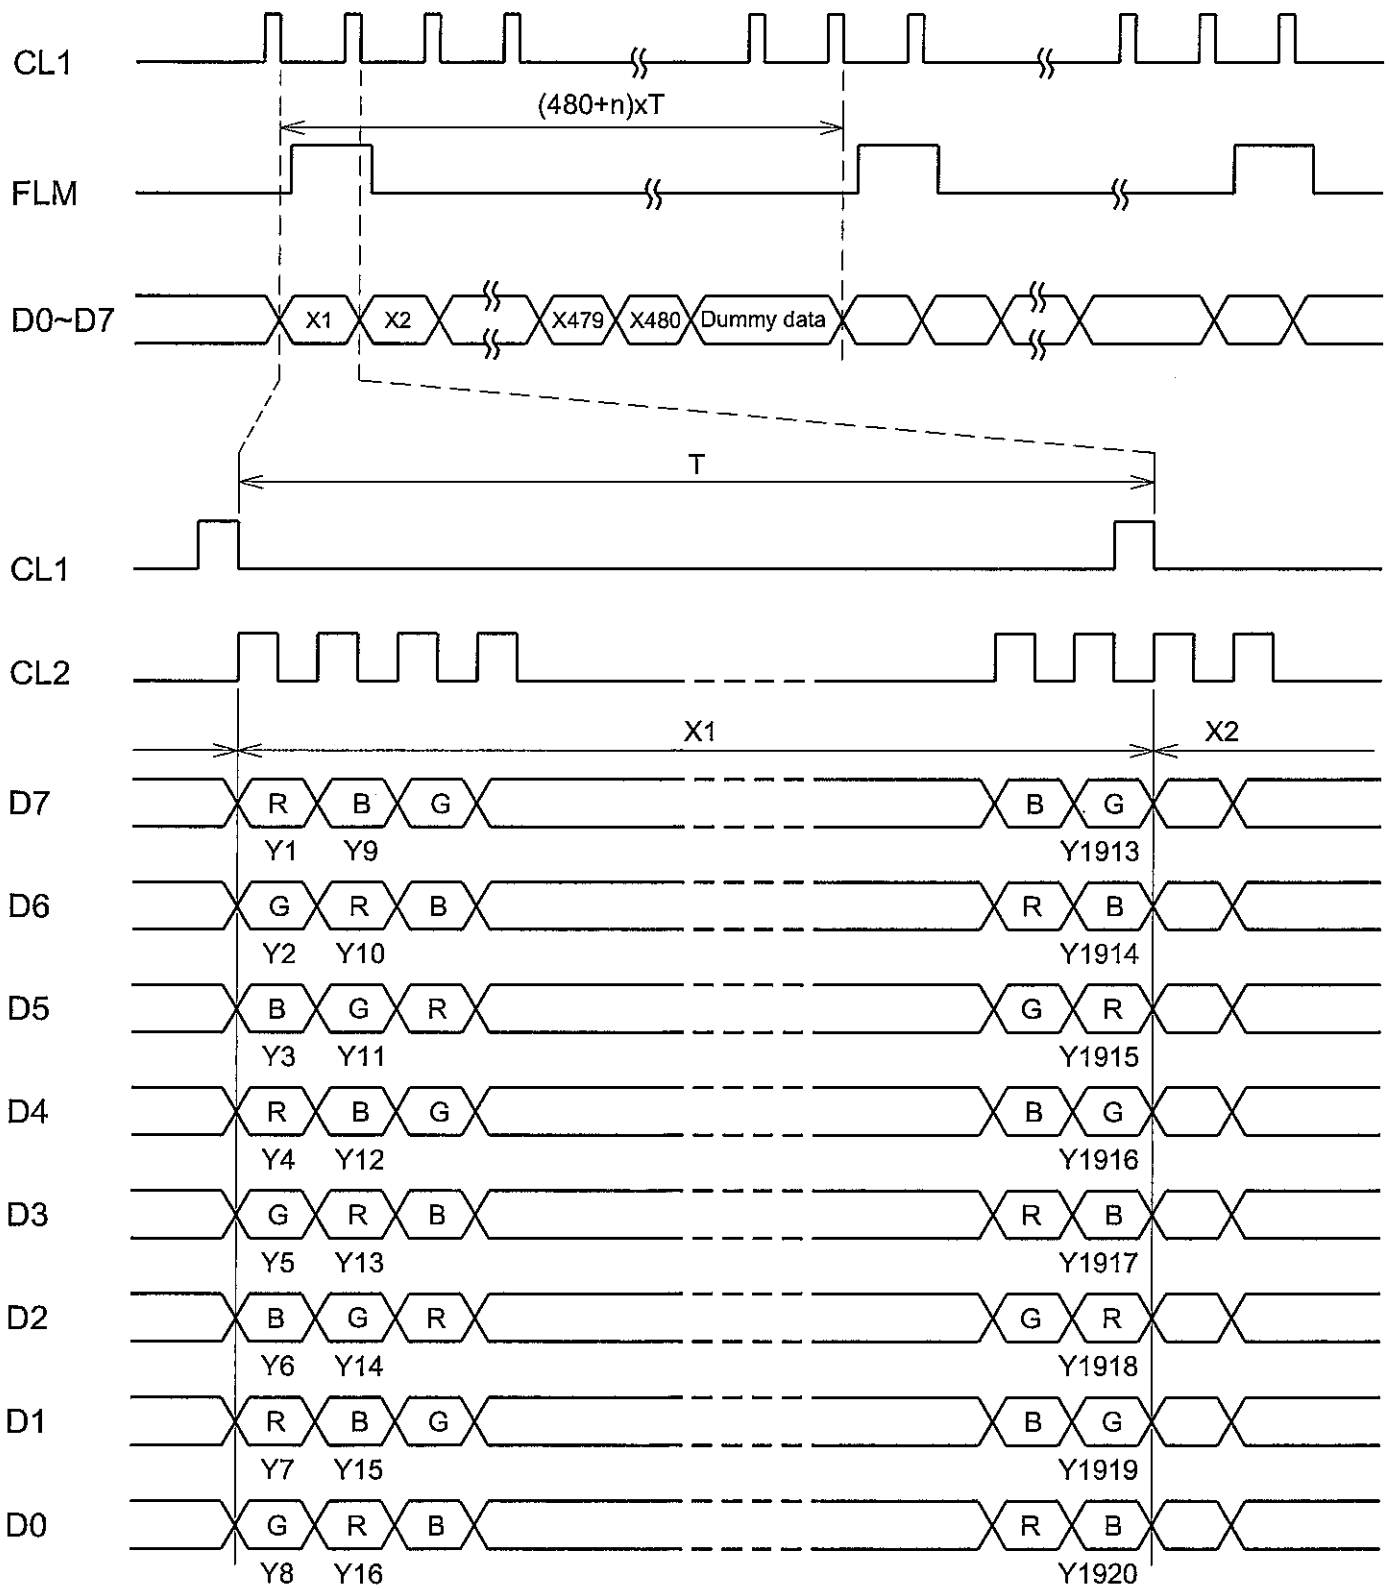 CL1
(480+n)xT
FLM
D0~D7 X1 X2 X479 X480 Dummy data
T
CL1
CL2
X1 X2
D7 R B G B G
Y1 Y9 Y1913
D6 G R B R B
Y2 Y10 Y1914
D5 B G R G R
Y3 Y11 Y1915
D4 R B G B G
Y4 Y12 Y1916
D3 G R B R B
Y5 Y13 Y1917
D2 B G R G R
Y6 Y14 Y1918
D1 R B G B G
Y7 Y15 Y1919
D0 G R B R B
Y8 Y16 Y1920